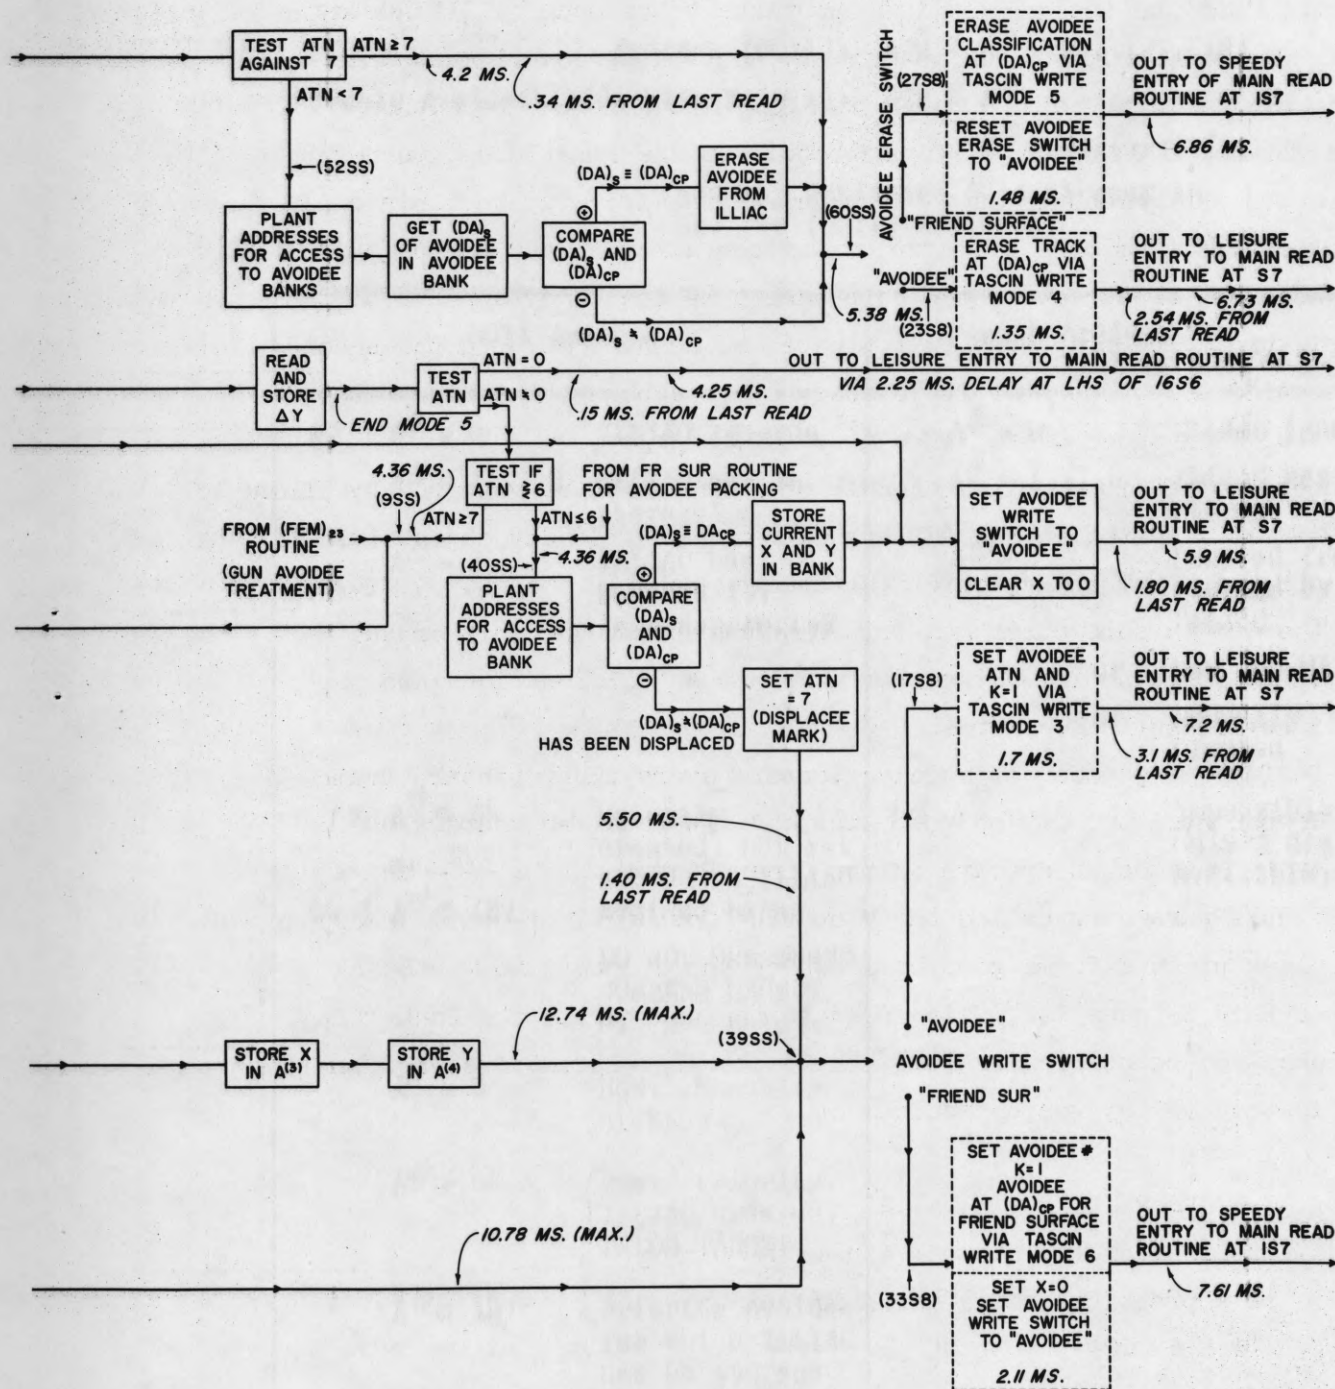 TEST ATN
AGAINST 7
ATN ≥ 7
4.2 MS.
.34 MS. FROM LAST READ
ATN < 7
(52SS)
PLANT
ADDRESSES
FOR ACCESS
TO AVOIDEE
BANKS
GET (DA)S
OF AVOIDEE
IN AVOIDEE
BANK
COMPARE
(DA)S AND
(DA)CP
⊕
⊖
(DA)S ≡ (DA)CP
(DA)S ≒ (DA)CP
ERASE
AVOIDEE
FROM
ILLIAC
(60SS)
5.38 MS.
AVOIDEE ERASE SWITCH
(27S8)
ERASE AVOIDEE
CLASSIFICATION
AT (DA)CP VIA
TASCIN WRITE
MODE 5
RESET AVOIDEE
ERASE SWITCH
TO "AVOIDEE"
1.48 MS.
OUT TO SPEEDY
ENTRY OF MAIN READ
ROUTINE AT IS7
6.86 MS.
"FRIEND SURFACE"
"AVOIDEE"
(23S8)
ERASE TRACK
AT (DA)CP VIA
TASCIN WRITE
MODE 4
1.35 MS.
OUT TO LEISURE
ENTRY TO MAIN READ
ROUTINE AT S7
6.73 MS.
2.54 MS. FROM
LAST READ
READ
AND
STORE
ΔY
END MODE 5
TEST
ATN
ATN = 0
ATN ≒ 0
.15 MS. FROM LAST READ
4.25 MS.
OUT TO LEISURE ENTRY TO MAIN READ ROUTINE AT S7
VIA 2.25 MS. DELAY AT LHS OF 16S6
TEST IF
ATN ≧ 6
FROM FR SUR ROUTINE
FOR AVOIDEE PACKING
4.36 MS.
(9SS)
ATN≥7
ATN≤6
FROM (FEM)23
ROUTINE
(GUN AVOIDEE
TREATMENT)
(40SS)
4.36 MS.
PLANT
ADDRESSES
FOR ACCESS
TO AVOIDEE
BANK
COMPARE
(DA)S
AND
(DA)CP
⊕
⊖
(DA)S ≡ DACP
STORE
CURRENT
X AND Y
IN BANK
(DA)S ≒ (DA)CP
HAS BEEN DISPLACED
SET ATN
= 7
(DISPLACEE
MARK)
SET AVOIDEE
WRITE
SWITCH TO
"AVOIDEE"
CLEAR X TO 0
OUT TO LEISURE
ENTRY TO MAIN READ
ROUTINE AT S7
5.9 MS.
1.80 MS. FROM
LAST READ
(17S8)
SET AVOIDEE
ATN AND
K=1 VIA
TASCIN WRITE
MODE 3
1.7 MS.
OUT TO LEISURE
ENTRY TO MAIN READ
ROUTINE AT S7
7.2 MS.
3.1 MS. FROM
LAST READ
5.50 MS.
1.40 MS. FROM
LAST READ
STORE X
IN A(3)
STORE Y
IN A(4)
12.74 MS. (MAX.)
(39SS)
"AVOIDEE"
AVOIDEE WRITE SWITCH
"FRIEND SUR"
10.78 MS. (MAX.)
(33S8)
SET AVOIDEE #
K=1
AVOIDEE
AT (DA)CP FOR
FRIEND SURFACE
VIA TASCIN
WRITE MODE 6
SET X=0
SET AVOIDEE
WRITE SWITCH
TO "AVOIDEE"
2.11 MS.
OUT TO SPEEDY
ENTRY TO MAIN READ
ROUTINE AT IS7
7.61 MS.